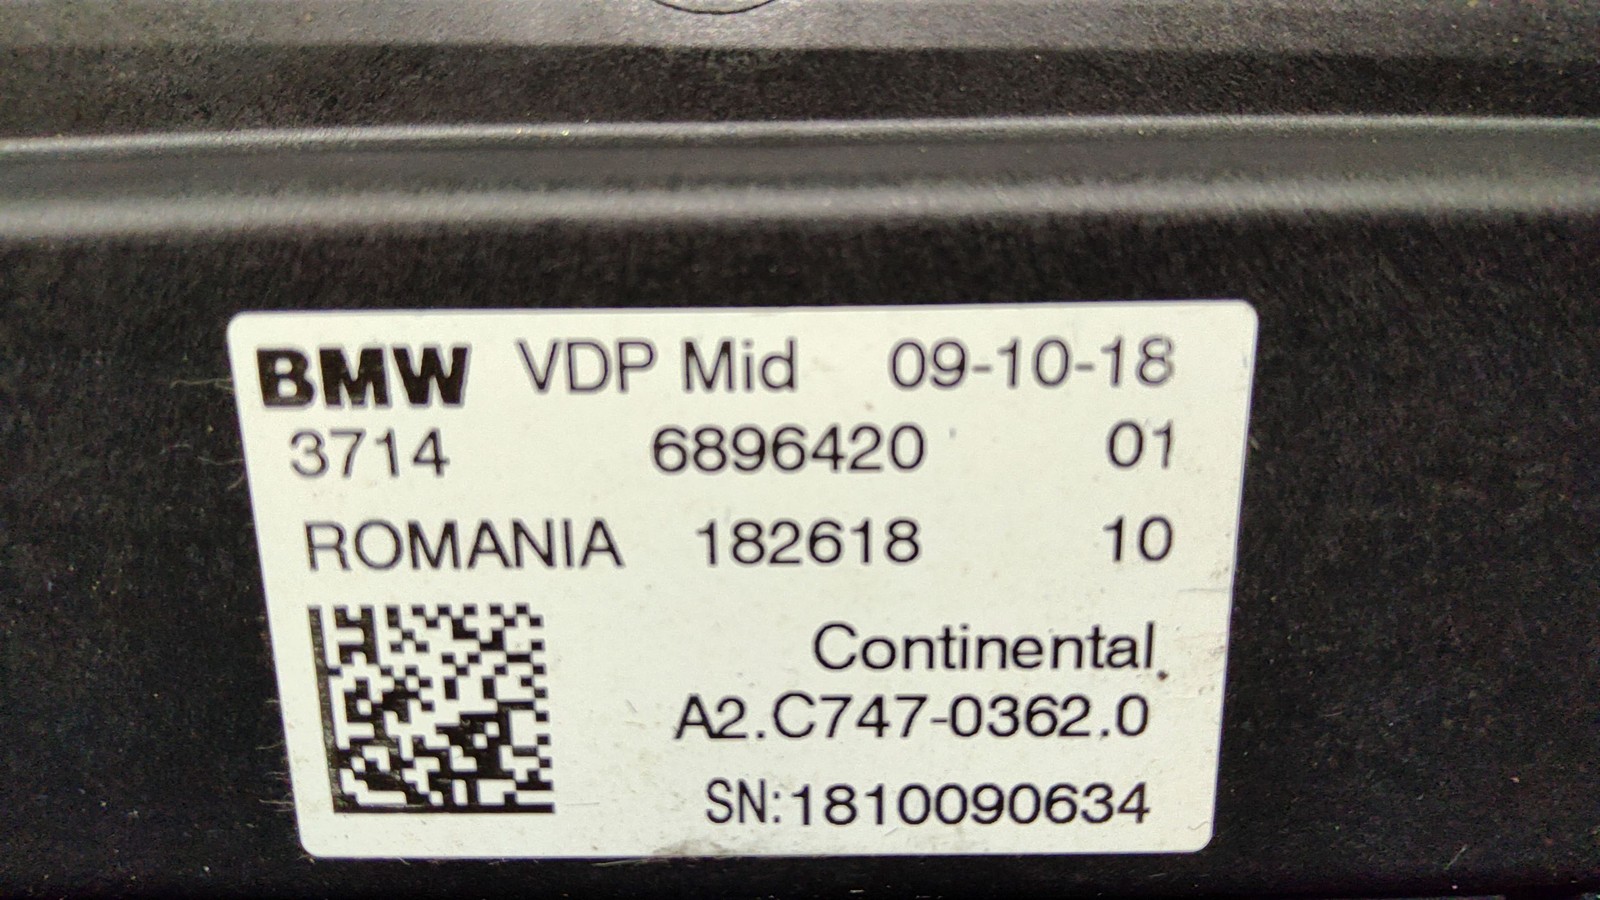 BMW VDP Mid 09-10-18
3714 6896420 01
ROMANIA 182618 10
Continental
A2.C747-0362.0
SN:1810090634